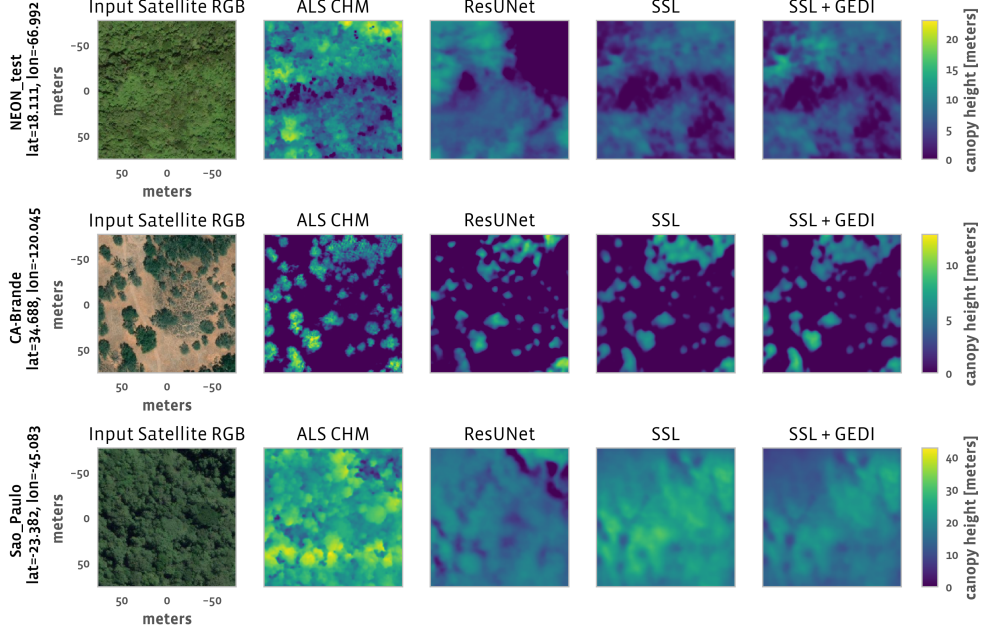 Input Satellite RGB ALS CHM ResUNet SSL SSL + GEDI
NEON_test
lat=18.111, lon=-66.992
meters
-50
0
50
50 0 -50
meters
20
15
10
5
0
canopy height [meters]
Input Satellite RGB ALS CHM ResUNet SSL SSL + GEDI
CA-Brande
lat=34.688, lon=-120.045
meters
-50
0
50
50 0 -50
meters
10
5
0
canopy height [meters]
Input Satellite RGB ALS CHM ResUNet SSL SSL + GEDI
Sao_Paulo
lat=-23.382, lon=-45.083
meters
-50
0
50
50 0 -50
meters
40
30
20
10
0
canopy height [meters]